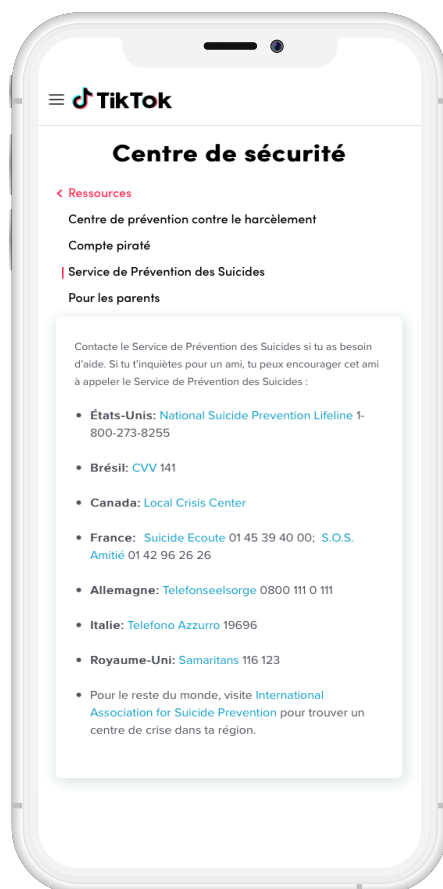 TikTok
Centre de sécurité
Ressources
Centre de prévention contre le harcèlement
Compte piraté
Service de Prévention des Suicides
Pour les parents
Contacte le Service de Prévention des Suicides si tu as besoin
d'aide. Si tu t'inquiètes pour un ami, tu peux encourager cet ami
à appeler le Service de Prévention des Suicides :
• États-Unis: National Suicide Prevention Lifeline 1-
800-273-8255
• Brésil: CVV 141
• Canada: Local Crisis Center
• France: Suicide Ecoute 01 45 39 40 00; S.O.S.
Amitié 01 42 96 26 26
• Allemagne: Telefonseelsorge 0800 111 0 111
• Italie: Telefono Azzurro 19696
• Royaume-Uni: Samaritans 116 123
• Pour le reste du monde, visite International
Association for Suicide Prevention pour trouver un
centre de crise dans ta région.